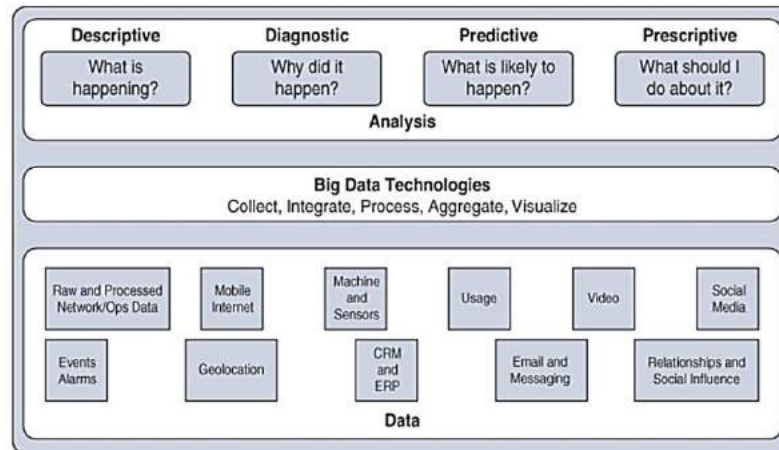 Descriptive
What is
happening?
Diagnostic
Why did it
happen?
Predictive
What is likely to
happen?
Prescriptive
What should I
do about it?
Analysis
Big Data Technologies
Collect, Integrate, Process, Aggregate, Visualize
Raw and Processed
Network/Ops Data
Mobile
Internet
Machine
and
Sensors
Usage
Video
Social
Media
Events
Alarms
Geolocation
CRM
and
ERP
Email and
Messaging
Relationships and
Social Influence
Data